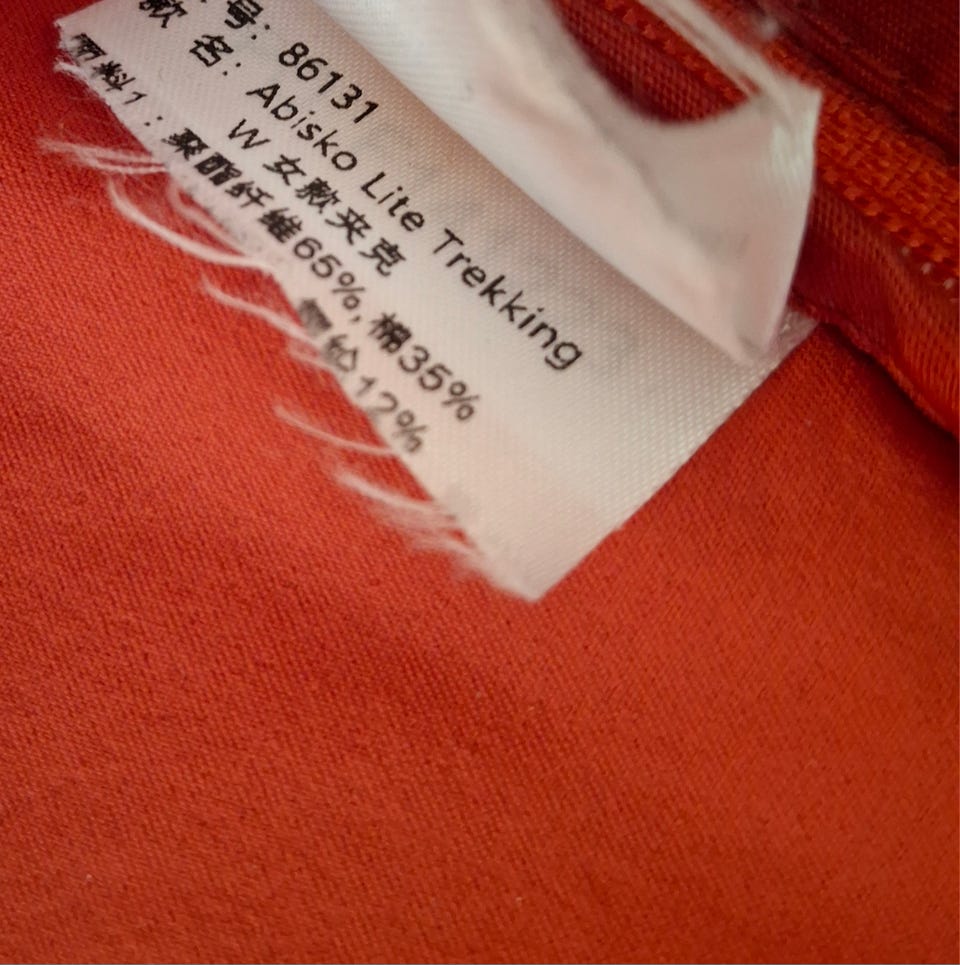 号: 86131
款 名: Abisko Lite Trekking
W 女款夹克
面料1: 聚酯纤维65%, 棉35%
12%